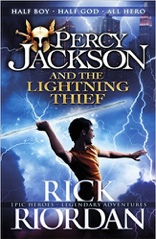 HALF BOY · HALF GOD · ALL HERO
PERCY
JACKSON
AND THE
LIGHTNING
THIEF
EPIC HEROES · LEGENDARY ADVENTURES
RICK
RIORDAN